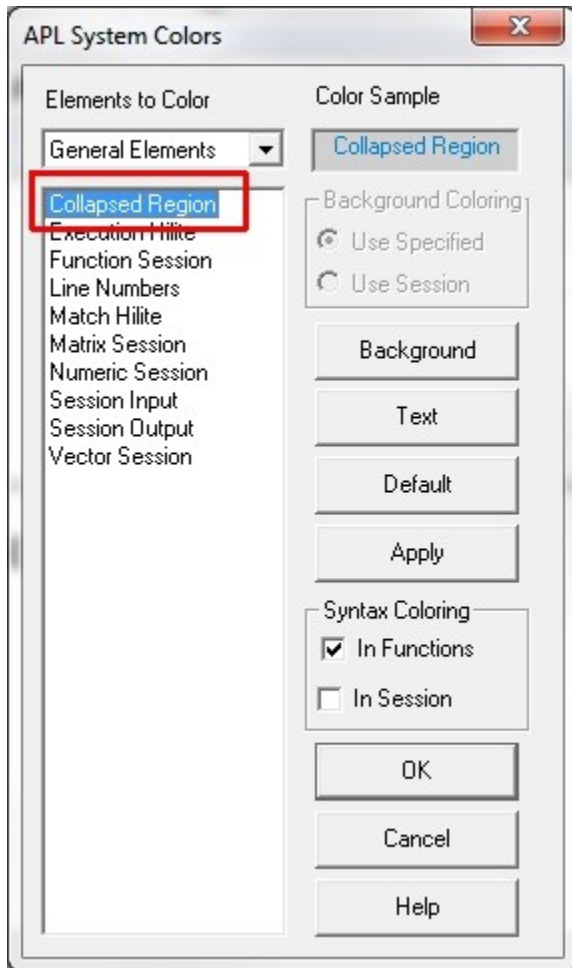 APL System Colors
Elements to Color
General Elements
Collapsed Region
Execution Hilite
Function Session
Line Numbers
Match Hilite
Matrix Session
Numeric Session
Session Input
Session Output
Vector Session
Color Sample
Collapsed Region
Background Coloring
Use Specified
Use Session
Background
Text
Default
Apply
Syntax Coloring
In Functions
In Session
OK
Cancel
Help